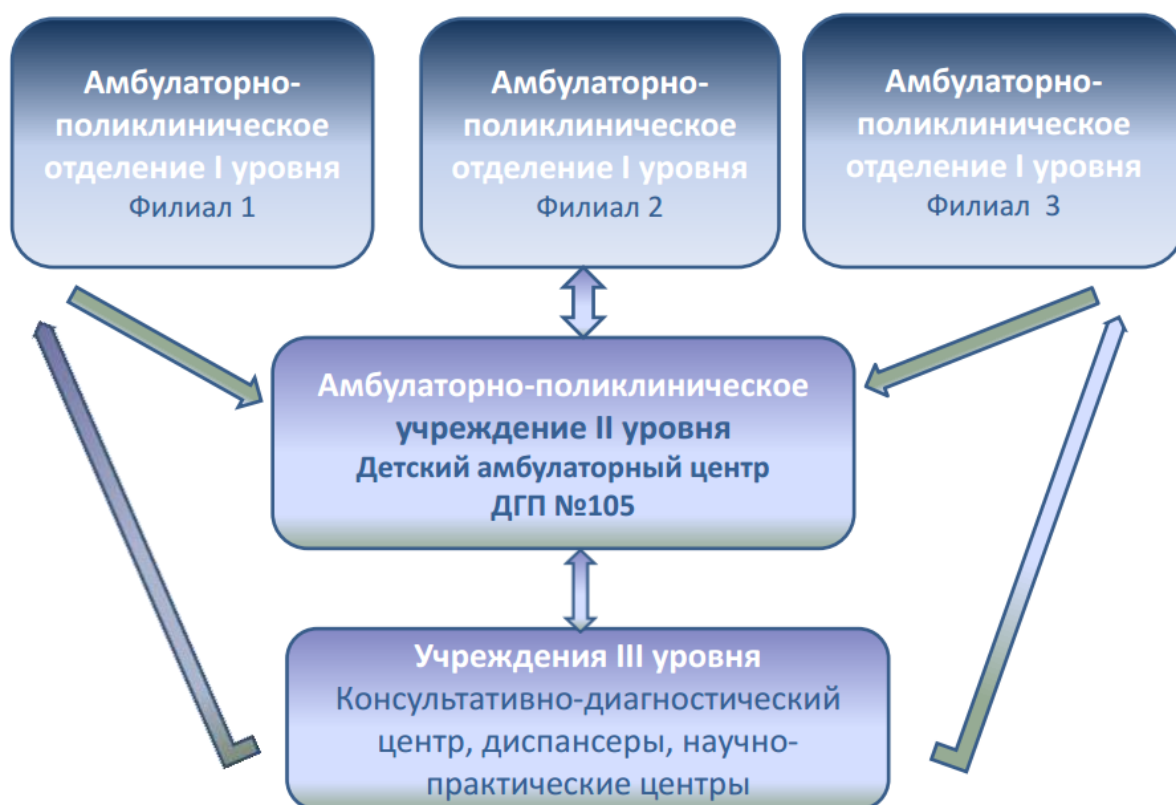 Амбулаторно-
поликлиническое
отделение I уровня
Филиал 1
Амбулаторно-
поликлиническое
отделение I уровня
Филиал 2
Амбулаторно-
поликлиническое
отделение I уровня
Филиал 3
Амбулаторно-поликлиническое
учреждение II уровня
Детский амбулаторный центр
ДГП №105
Учреждения III уровня
Консультативно-диагностический
центр, диспансеры, научно-
практические центры